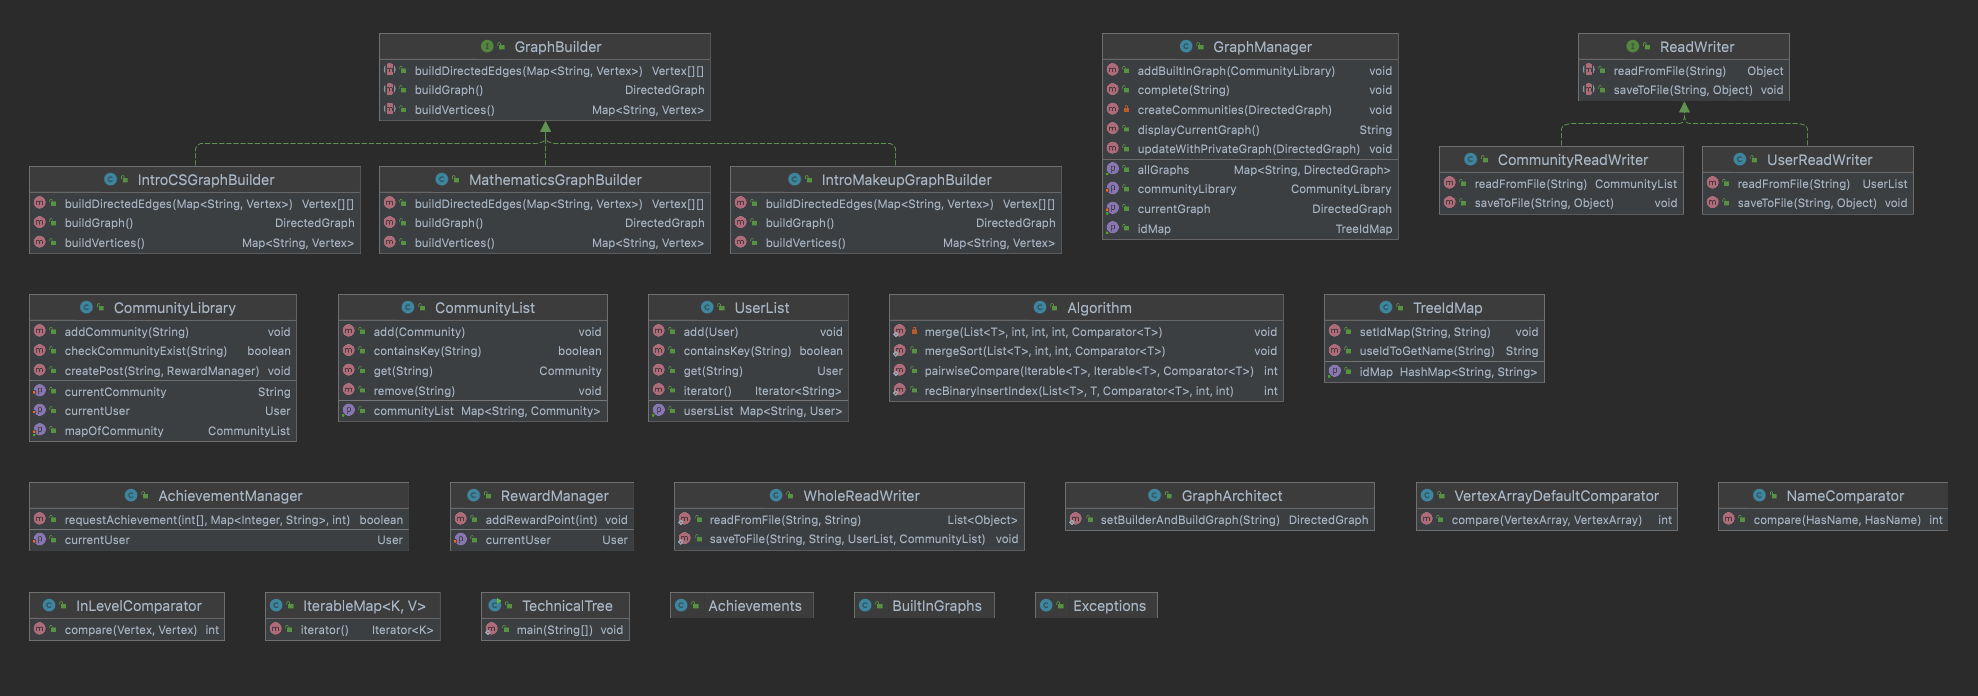 GraphBuilder
buildDirectedEdges(Map<String, Vertex>) Vertex[][]
buildGraph() DirectedGraph
buildVertices() Map<String, Vertex>
GraphManager
addBuiltInGraph(CommunityLibrary) void
complete(String) void
createCommunities(DirectedGraph) void
displayCurrentGraph() String
updateWithPrivateGraph(DirectedGraph) void
allGraphs Map<String, DirectedGraph>
communityLibrary CommunityLibrary
currentGraph DirectedGraph
idMap TreeIdMap
ReadWriter
readFromFile(String) Object
saveToFile(String, Object) void
IntroCSGraphBuilder
buildDirectedEdges(Map<String, Vertex>) Vertex[][]
buildGraph() DirectedGraph
buildVertices() Map<String, Vertex>
MathematicsGraphBuilder
buildDirectedEdges(Map<String, Vertex>) Vertex[][]
buildGraph() DirectedGraph
buildVertices() Map<String, Vertex>
IntroMakeupGraphBuilder
buildDirectedEdges(Map<String, Vertex>) Vertex[][]
buildGraph() DirectedGraph
buildVertices() Map<String, Vertex>
CommunityReadWriter
readFromFile(String) CommunityList
saveToFile(String, Object) void
UserReadWriter
readFromFile(String) UserList
saveToFile(String, Object) void
CommunityLibrary
addCommunity(String) void
checkCommunityExist(String) boolean
createPost(String, RewardManager) void
currentCommunity String
currentUser User
mapOfCommunity CommunityList
CommunityList
add(Community) void
containsKey(String) boolean
get(String) Community
remove(String) void
communityList Map<String, Community>
UserList
add(User) void
containsKey(String) boolean
get(String) User
iterator() Iterator<String>
usersList Map<String, User>
Algorithm
merge(List<T>, int, int, int, Comparator<T>) void
mergeSort(List<T>, int, int, Comparator<T>) void
pairwiseCompare(Iterable<T>, Iterable<T>, Comparator<T>) int
recBinaryInsertIndex(List<T>, T, Comparator<T>, int, int) int
TreeIdMap
setIdMap(String, String) void
useIdToGetName(String) String
idMap HashMap<String, String>
AchievementManager
requestAchievement(int[], Map<Integer, String>, int) boolean
currentUser User
RewardManager
addRewardPoint(int) void
currentUser User
WholeReadWriter
readFromFile(String, String) List<Object>
saveToFile(String, String, UserList, CommunityList) void
GraphArchitect
setBuilderAndBuildGraph(String) DirectedGraph
VertexArrayDefaultComparator
compare(VertexArray, VertexArray) int
NameComparator
compare(HasName, HasName) int
InLevelComparator
compare(Vertex, Vertex) int
IterableMap<K, V>
iterator() Iterator<K>
TechnicalTree
main(String[]) void
Achievements
BuiltInGraphs
Exceptions